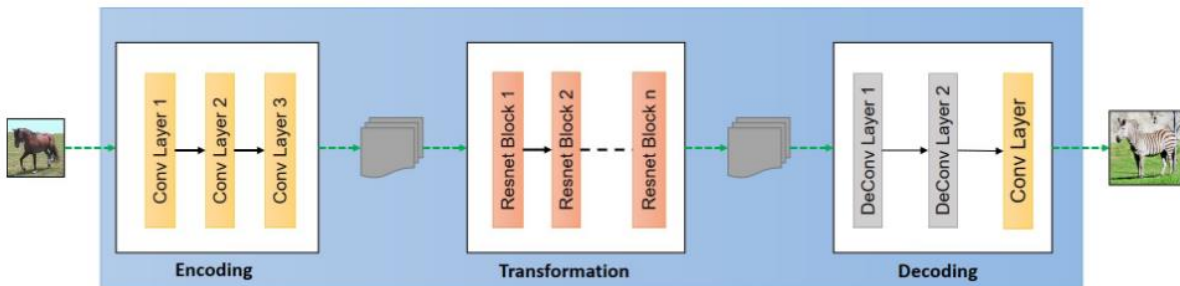 Conv Layer 1
Conv Layer 2
Conv Layer 3
Encoding
Resnet Block 1
Resnet Block 2
Resnet Block n
Transformation
DeConv Layer 1
DeConv Layer 2
Conv Layer
Decoding